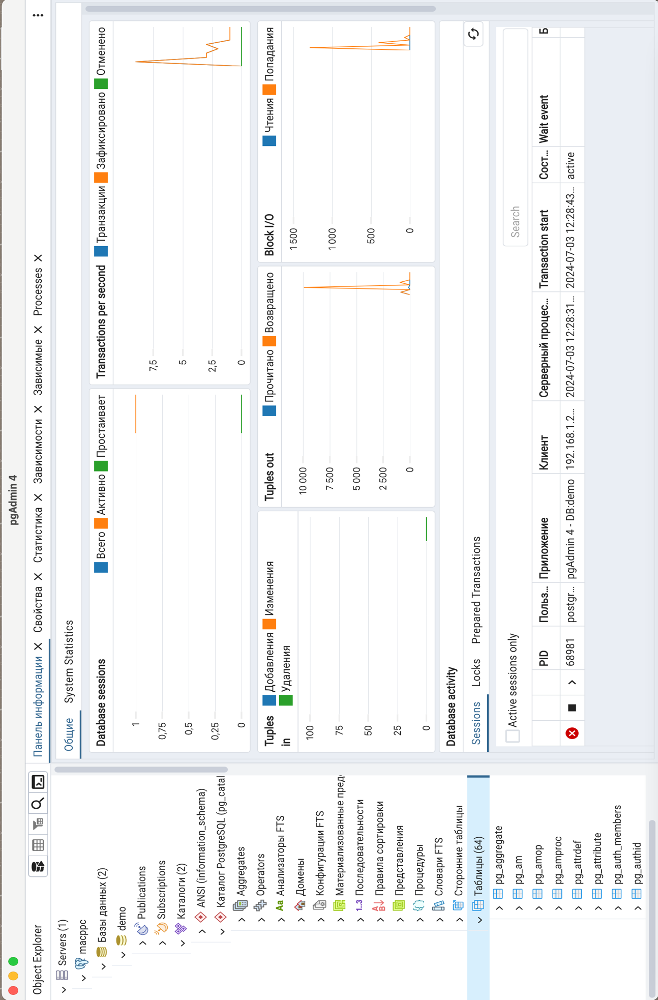 pgAdmin 4
Object Explorer
Servers (1)
macppc
Базы данных (2)
demo
Publications
Subscriptions
Каталоги (2)
ANSI (information_schema)
Каталог PostgreSQL (pg_catal
Aggregates
Operators
Анализаторы FTS
Домены
Конфигурации FTS
Материализованные пред
Последовательности
Правила сортировки
Представления
Процедуры
Словари FTS
Сторонние таблицы
Таблицы (64)
pg_aggregate
pg_am
pg_amop
pg_amproc
pg_attrdef
pg_attribute
pg_auth_members
pg_authid
Панель информации X Свойства X Статистика X Зависимости X Зависимые X Processes X
Общие System Statistics
Database sessions
Всего Активно Простаивает
1
0,75
0,5
0,25
0
Transactions per second
Транзакции Зафиксировано Отменено
7,5
5
2,5
0
Tuples in
Добавления Изменения
Удаления
100
75
50
25
0
Tuples out
Прочитано Возвращено
10 000
7 500
5 000
2 500
0
Block I/O
Чтения Попадания
1 500
1 000
500
0
Database activity
Sessions Locks Prepared Transactions
Active sessions only
Search
PID Польз... Приложение Клиент Серверный процес... Transaction start Сост... Wait event Б
68981 postgr... pgAdmin 4 - DB:demo 192.168.1.2... 2024-07-03 12:28:31... 2024-07-03 12:28:43... active